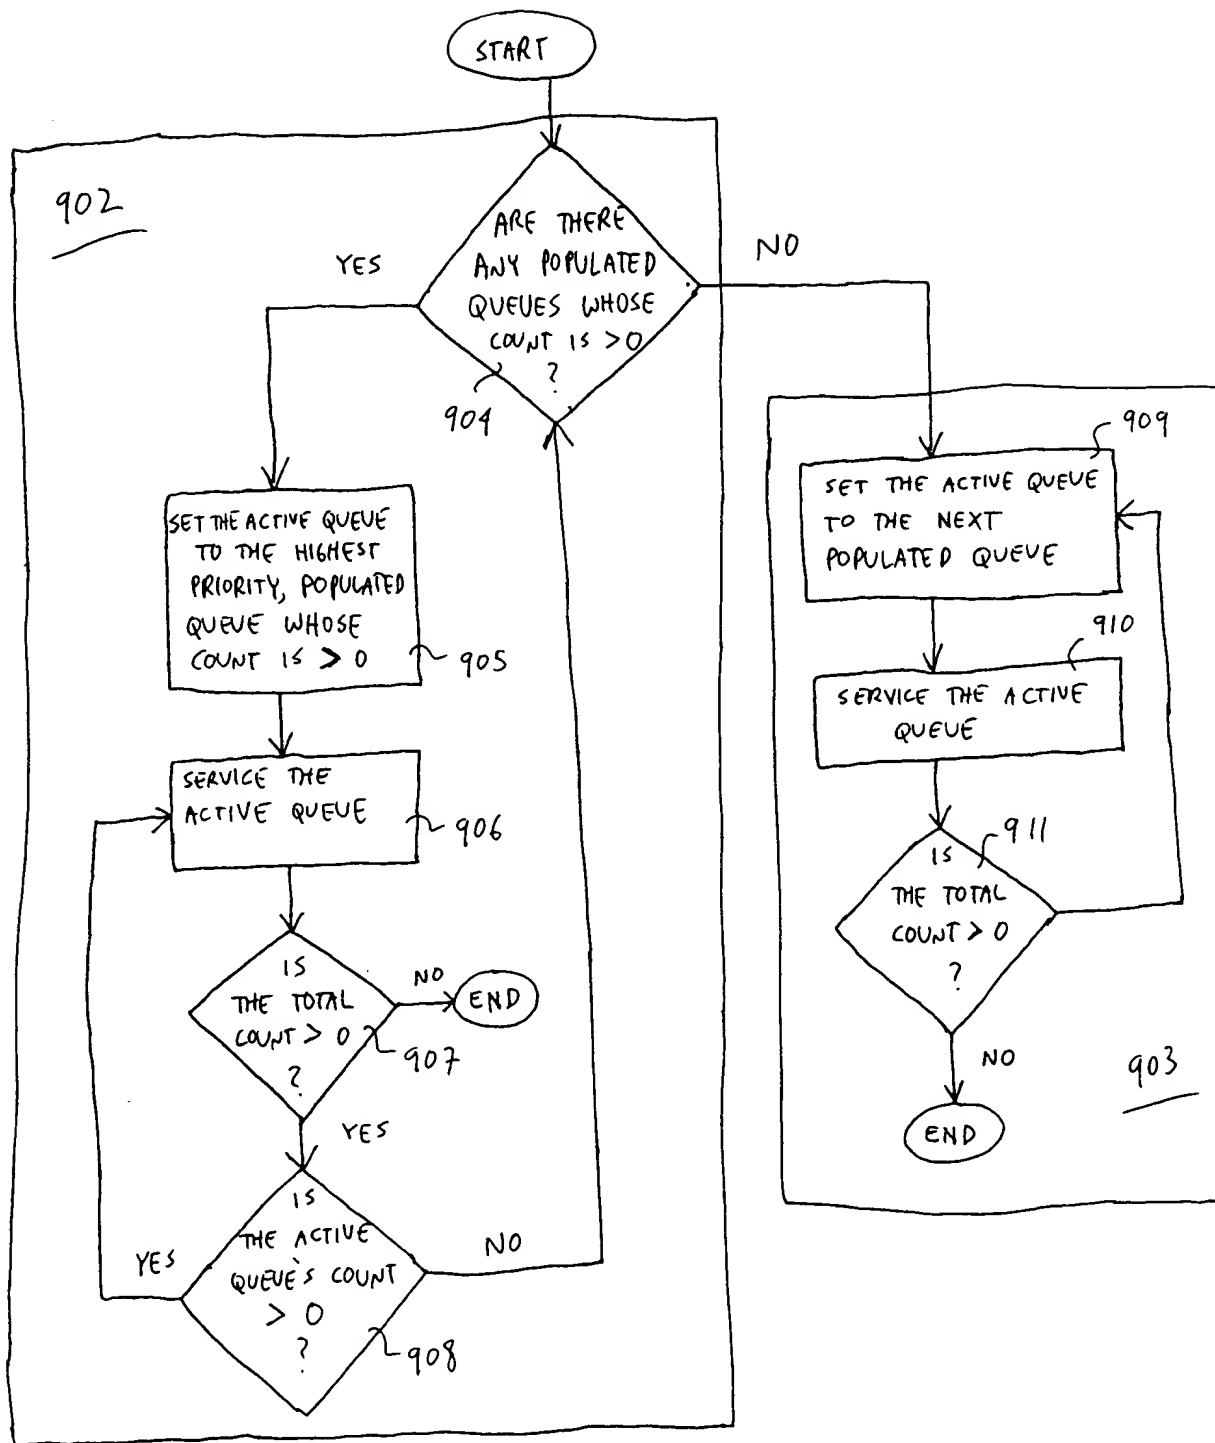 START
902
ARE THERE
ANY POPULATED
QUEUES WHOSE
COUNT IS > 0
?
904
YES
NO
SET THE ACTIVE QUEUE
TO THE HIGHEST
PRIORITY, POPULATED
QUEUE WHOSE
COUNT IS > 0
905
SERVICE THE
ACTIVE QUEUE
906
IS
THE TOTAL
COUNT > 0
?
907
NO
END
YES
IS
THE ACTIVE
QUEUE'S COUNT
> 0
?
908
YES
NO
909
SET THE ACTIVE QUEUE
TO THE NEXT
POPULATED QUEUE
910
SERVICE THE ACTIVE
QUEUE
911
IS
THE TOTAL
COUNT > 0
?
NO
END
903